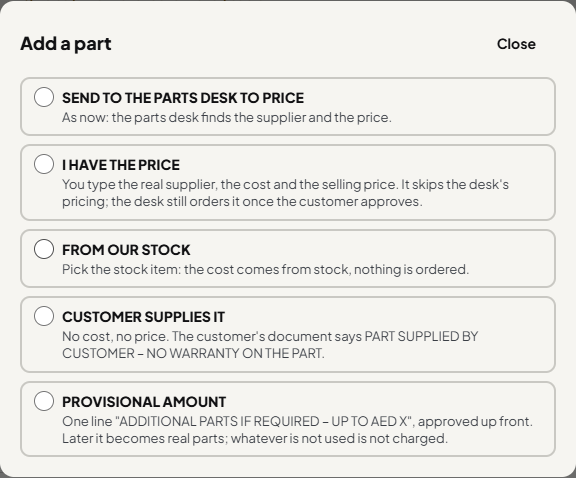 Add a part
Close
SEND TO THE PARTS DESK TO PRICE
As now: the parts desk finds the supplier and the price.
I HAVE THE PRICE
You type the real supplier, the cost and the selling price. It skips the desk's
pricing; the desk still orders it once the customer approves.
FROM OUR STOCK
Pick the stock item: the cost comes from stock, nothing is ordered.
CUSTOMER SUPPLIES IT
No cost, no price. The customer's document says PART SUPPLIED BY
CUSTOMER – NO WARRANTY ON THE PART.
PROVISIONAL AMOUNT
One line "ADDITIONAL PARTS IF REQUIRED – UP TO AED X", approved up front.
Later it becomes real parts; whatever is not used is not charged.